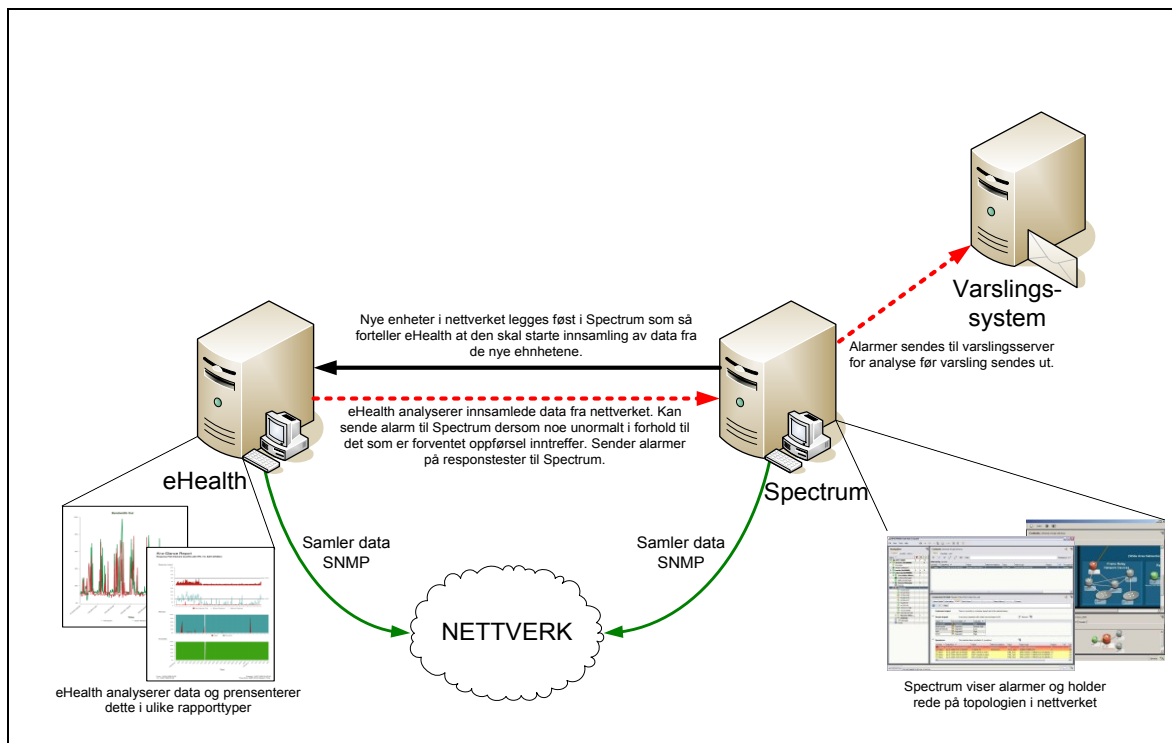 Varslings-
system
Alarmer sendes til varslingsserver
for analyse før varsling sendes ut.
Nye enheter i nettverket legges føst i Spectrum som så
forteller eHealth at den skal starte innsamling av data fra
de nye ehnhetene.
eHealth analyserer innsamlede data fra nettverket. Kan
sende alarm til Spectrum dersom noe unormalt i forhold til
det som er forventet oppførsel inntreffer. Sender alarmer
på responstester til Spectrum.
eHealth
Spectrum
Samler data
SNMP
Samler data
SNMP
NETTVERK
eHealth analyserer data og prensenterer
dette i ulike rapporttyper
Spectrum viser alarmer og holder
rede på topologien i nettverket